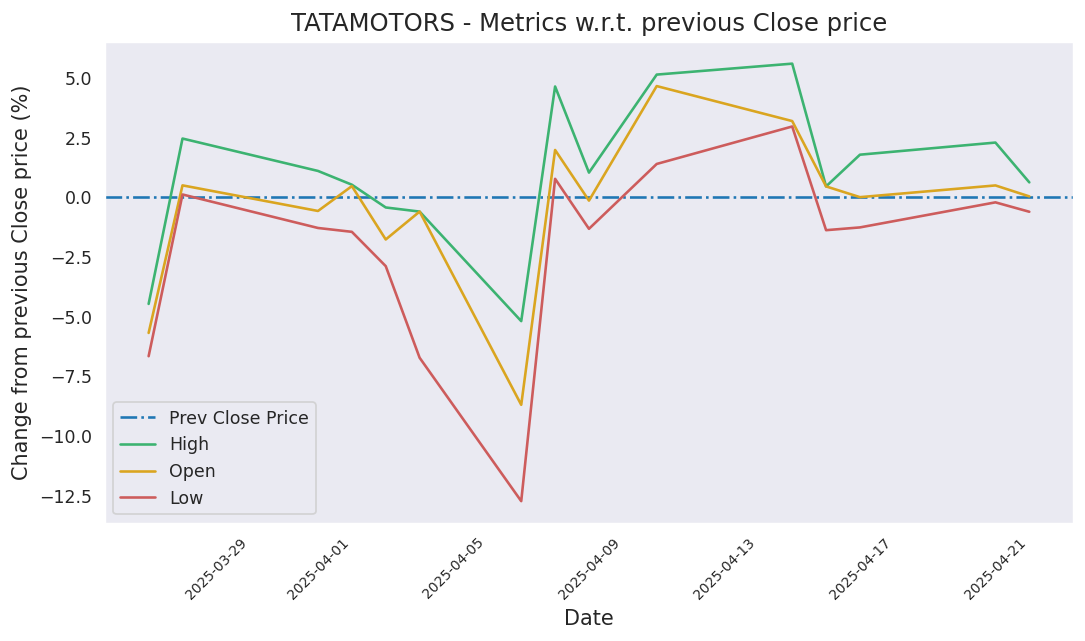 TATAMOTORS - Metrics w.r.t. previous Close price
Change from previous Close price (%)
5.0
2.5
0.0
−2.5
−5.0
−7.5
−10.0
−12.5
Prev Close Price
High
Open
Low
2025-03-29
2025-04-01
2025-04-05
2025-04-09
2025-04-13
2025-04-17
2025-04-21
Date